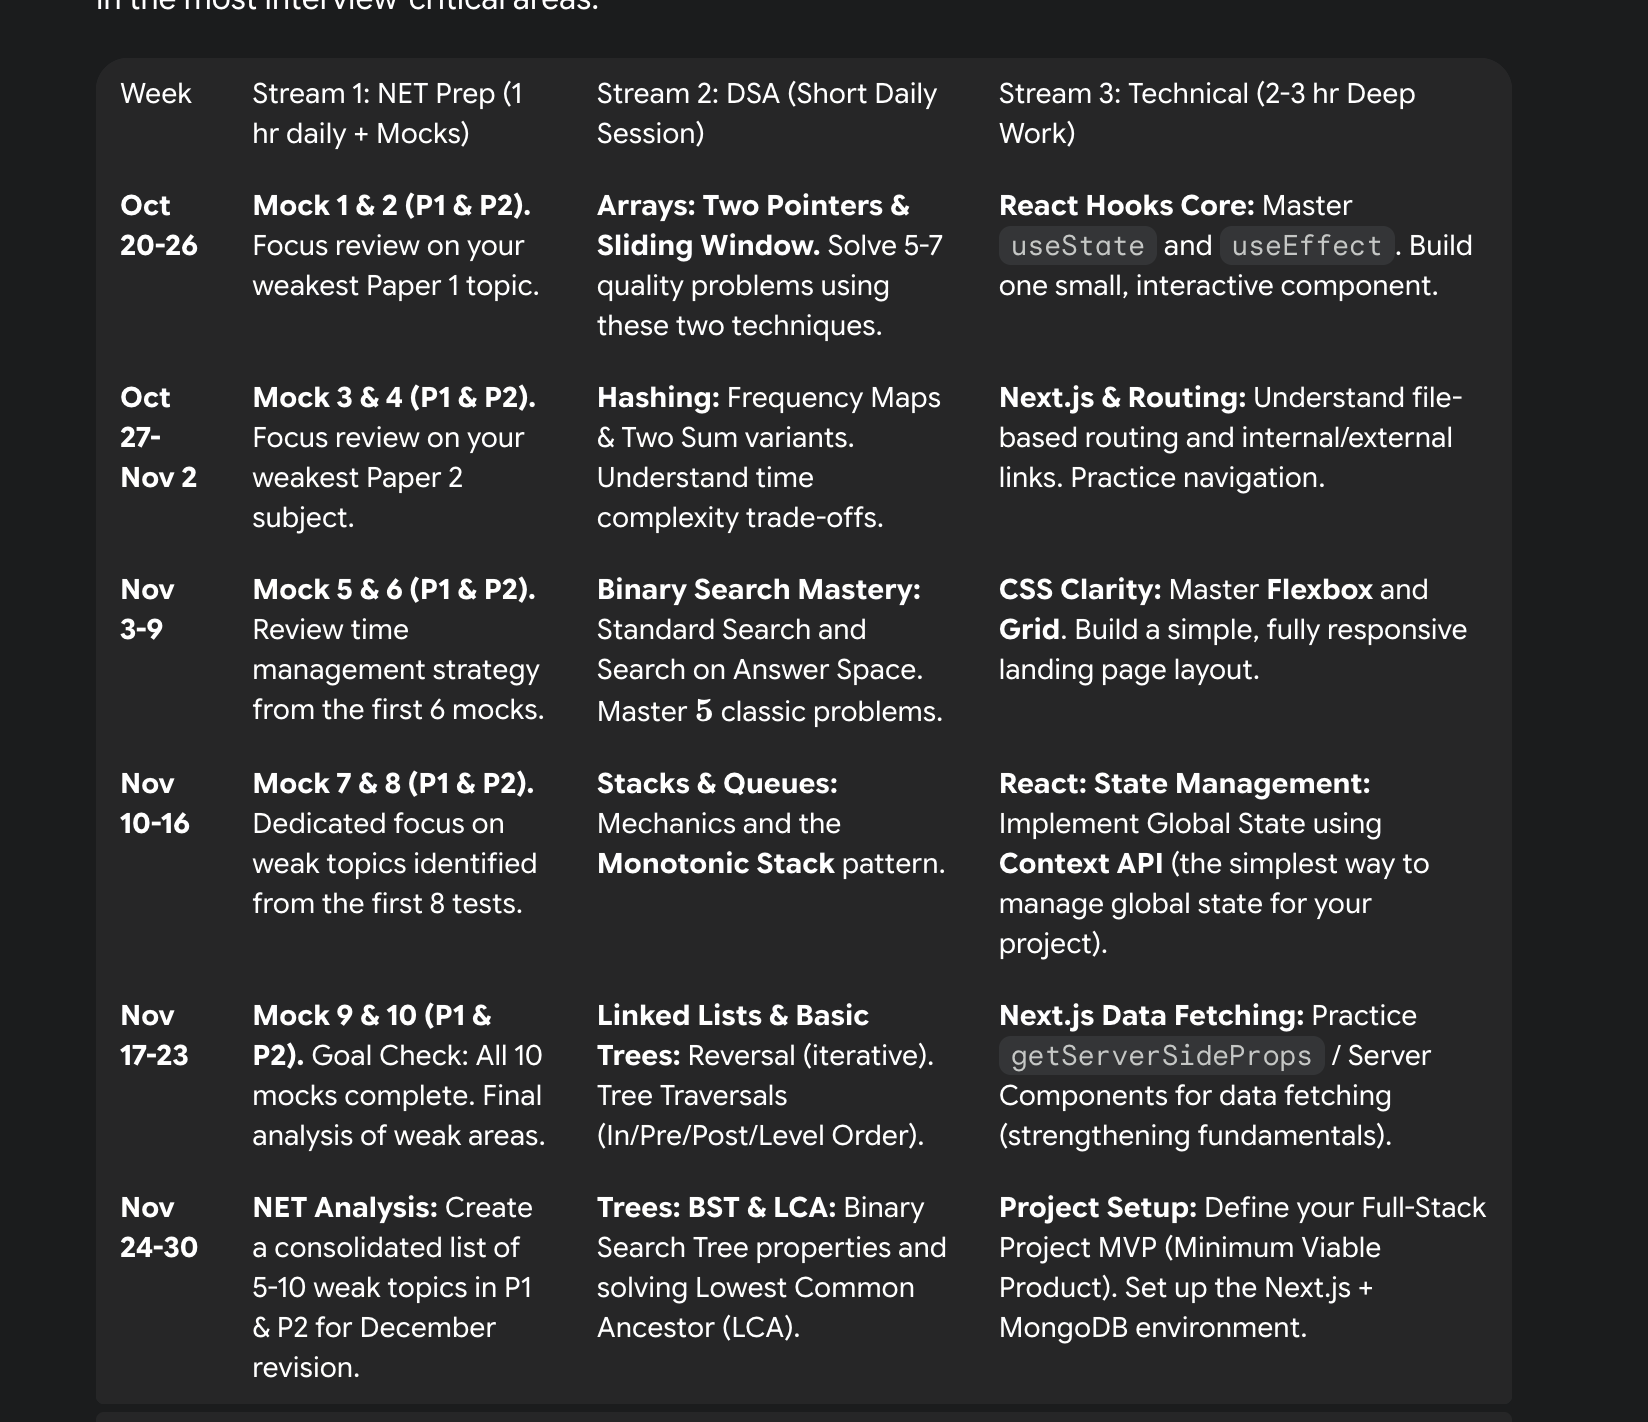 in the most interview-critical areas.
Week
Stream 1: NET Prep (1
hr daily + Mocks)
Stream 2: DSA (Short Daily
Session)
Stream 3: Technical (2-3 hr Deep
Work)
Oct
20-26
Mock 1 & 2 (P1 & P2).
Focus review on your
weakest Paper 1 topic.
Arrays: Two Pointers &
Sliding Window. Solve 5-7
quality problems using
these two techniques.
React Hooks Core: Master
useState and useEffect. Build
one small, interactive component.
Oct
27-
Nov 2
Mock 3 & 4 (P1 & P2).
Focus review on your
weakest Paper 2
subject.
Hashing: Frequency Maps
& Two Sum variants.
Understand time
complexity trade-offs.
Next.js & Routing: Understand file-
based routing and internal/external
links. Practice navigation.
Nov
3-9
Mock 5 & 6 (P1 & P2).
Review time
management strategy
from the first 6 mocks.
Binary Search Mastery:
Standard Search and
Search on Answer Space.
Master 5 classic problems.
CSS Clarity: Master Flexbox and
Grid. Build a simple, fully responsive
landing page layout.
Nov
10-16
Mock 7 & 8 (P1 & P2).
Dedicated focus on
weak topics identified
from the first 8 tests.
Stacks & Queues:
Mechanics and the
Monotonic Stack pattern.
React: State Management:
Implement Global State using
Context API (the simplest way to
manage global state for your
project).
Nov
17-23
Mock 9 & 10 (P1 &
P2). Goal Check: All 10
mocks complete. Final
analysis of weak areas.
Linked Lists & Basic
Trees: Reversal (iterative).
Tree Traversals
(In/Pre/Post/Level Order).
Next.js Data Fetching: Practice
getServerSideProps / Server
Components for data fetching
(strengthening fundamentals).
Nov
24-30
NET Analysis: Create
a consolidated list of
5-10 weak topics in P1
& P2 for December
revision.
Trees: BST & LCA: Binary
Search Tree properties and
solving Lowest Common
Ancestor (LCA).
Project Setup: Define your Full-Stack
Project MVP (Minimum Viable
Product). Set up the Next.js +
MongoDB environment.